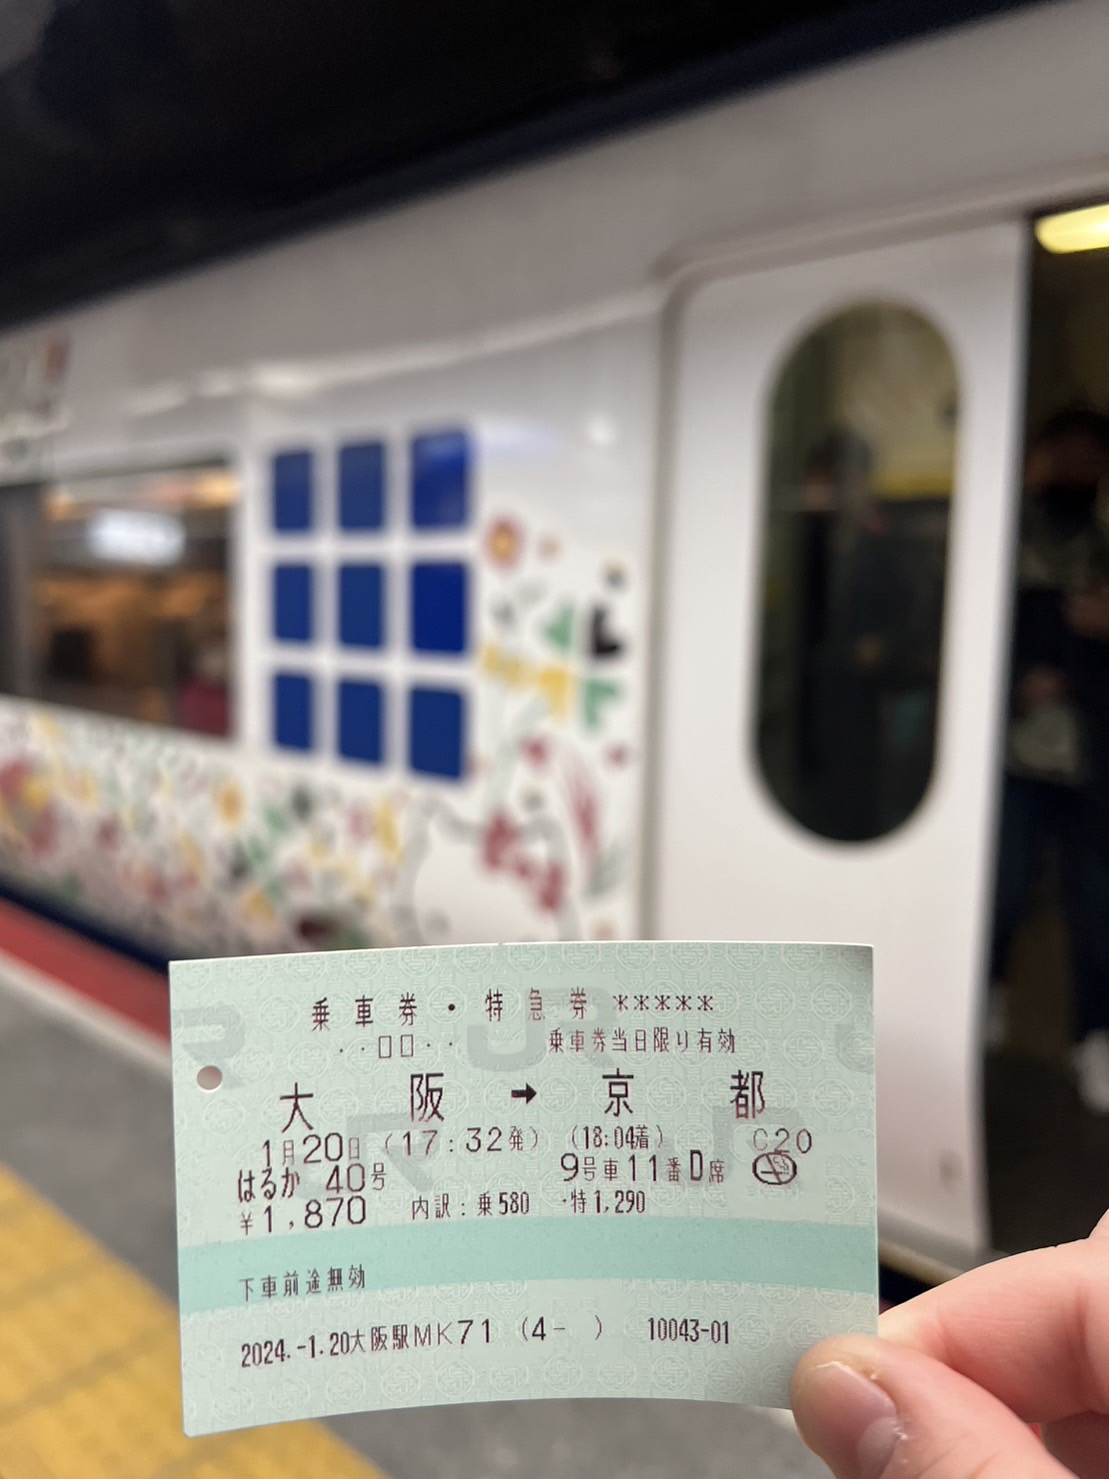 乗車券・特急券 *****
・・□□・・ 乗車券当日限り有効
大阪 → 京都
1月20日 (17:32発) (18:04着) C20
はるか 40号 9号車11番D席
¥1,870 内訳:乗580 ・特1,290
下車前途無効
2024.-1.20大阪駅MK71 (4- ) 10043-01